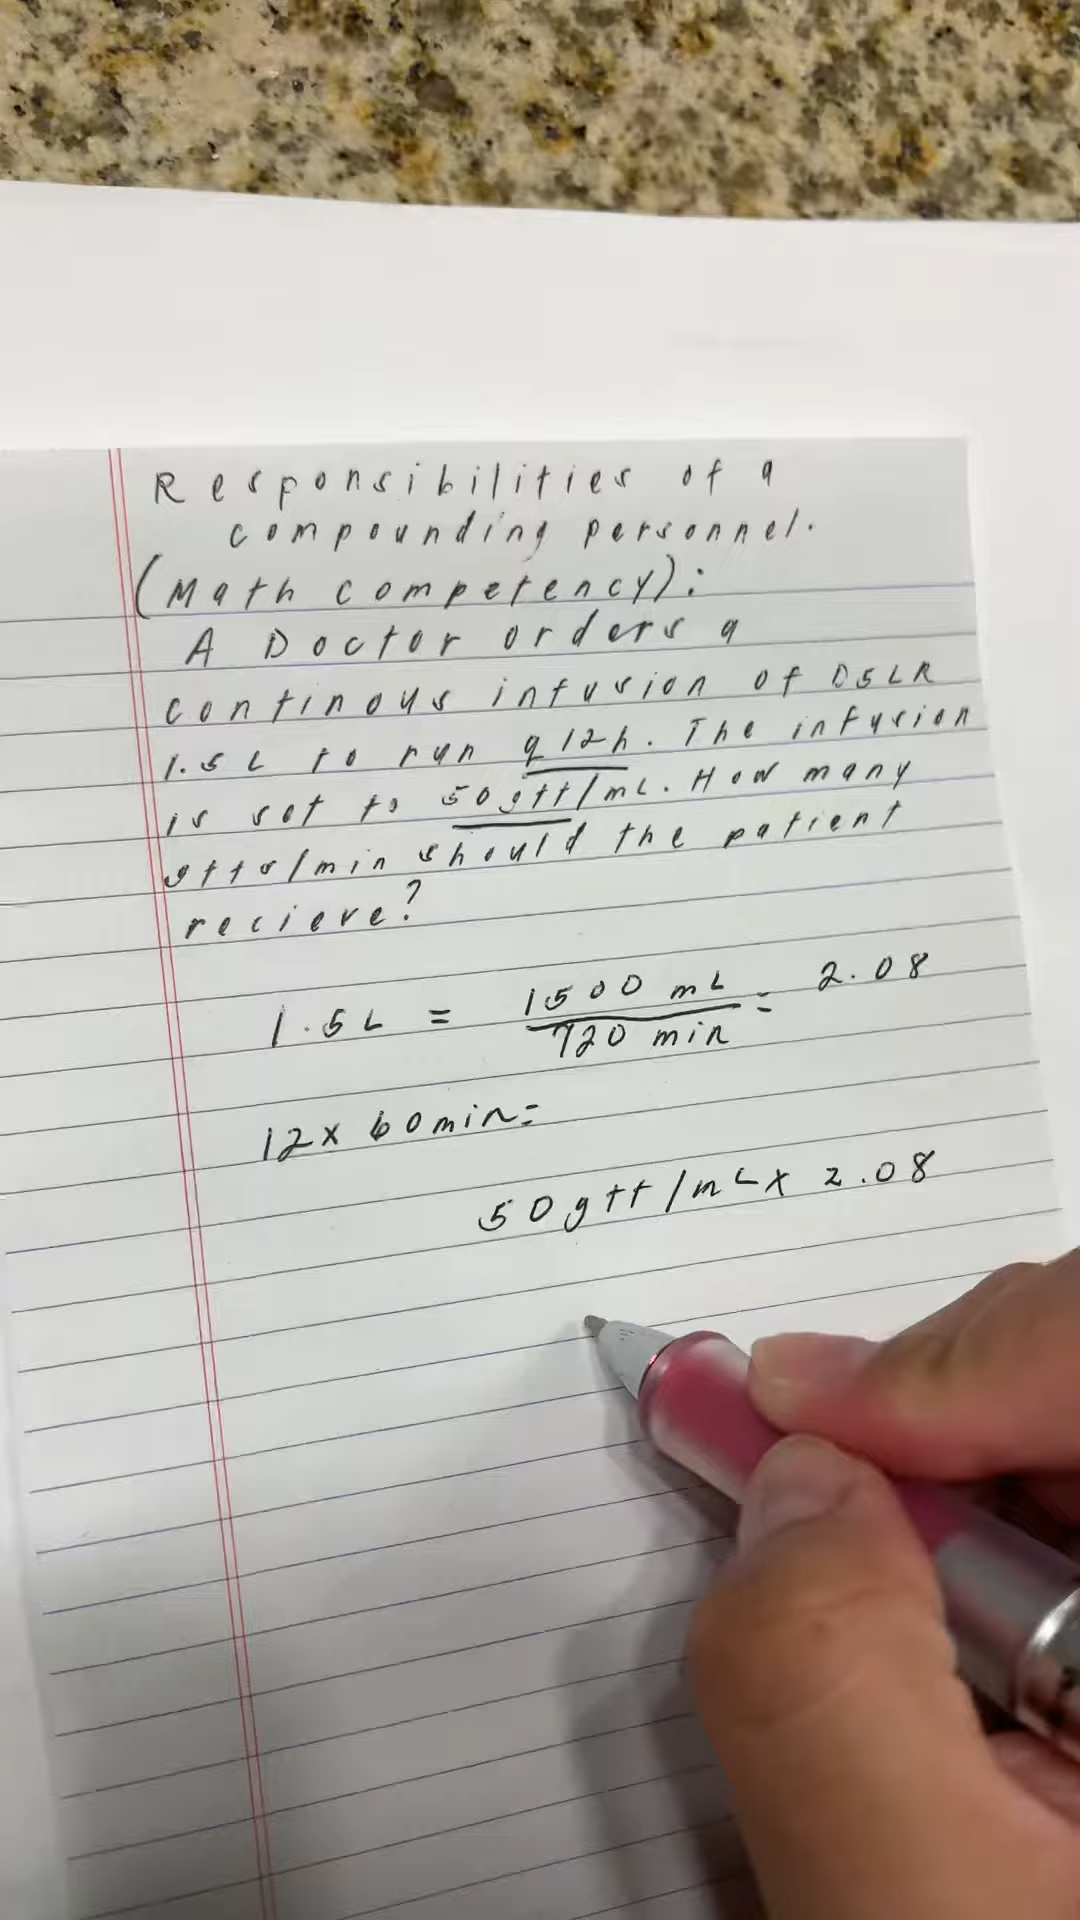 Responsibilities of a
compounding personnel.
(Math competency):
A Doctor orders a
continous infusion of D5LR
1.5L to run q12h. The infusion
is set to 50gtt/mL. How many
gtts/min should the patient
recieve?
1.5L = 1500 mL = 2.08
720 min
12x 60min=
50gtt/mLx 2.08